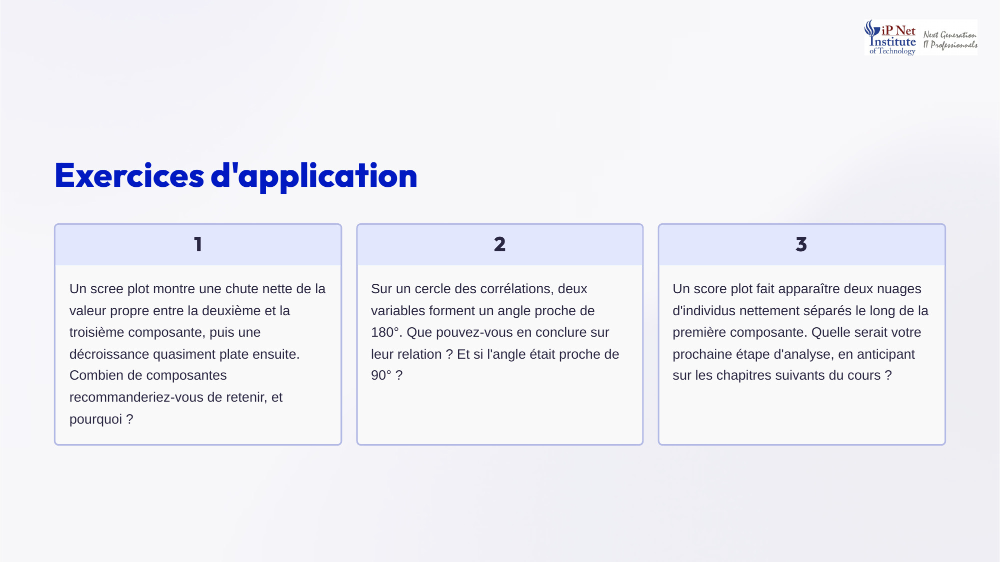 iP Net
Institute
of Technology
Next Generation
IT Professionnels
Exercices d'application
1
Un scree plot montre une chute nette de la
valeur propre entre la deuxième et la
troisième composante, puis une
décroissance quasiment plate ensuite.
Combien de composantes
recommanderiez-vous de retenir, et
pourquoi ?
2
Sur un cercle des corrélations, deux
variables forment un angle proche de
180°. Que pouvez-vous en conclure sur
leur relation ? Et si l'angle était proche de
90° ?
3
Un score plot fait apparaître deux nuages
d'individus nettement séparés le long de la
première composante. Quelle serait votre
prochaine étape d'analyse, en anticipant
sur les chapitres suivants du cours ?